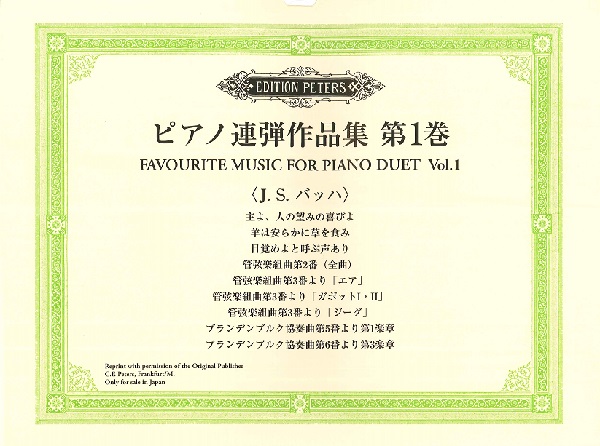 EDITION PETERS
ピアノ連弾作品集 第1巻
FAVOURITE MUSIC FOR PIANO DUET Vol.1
〈J. S. バッハ〉
主よ、人の望みの喜びよ
羊は安らかに草を食み
目覚めよと呼ぶ声あり
管弦楽組曲第2番（全曲）
管弦楽組曲第3番より「エア」
管弦楽組曲第3番より「ガボットI・II」
管弦楽組曲第3番より「ジーグ」
ブランデンブルク協奏曲第5番より第1楽章
ブランデンブルク協奏曲第6番より第3楽章
Reprint with permission of the Original Publisher
C.F. Peters, Frankfurt/M.
Only for sale in Japan